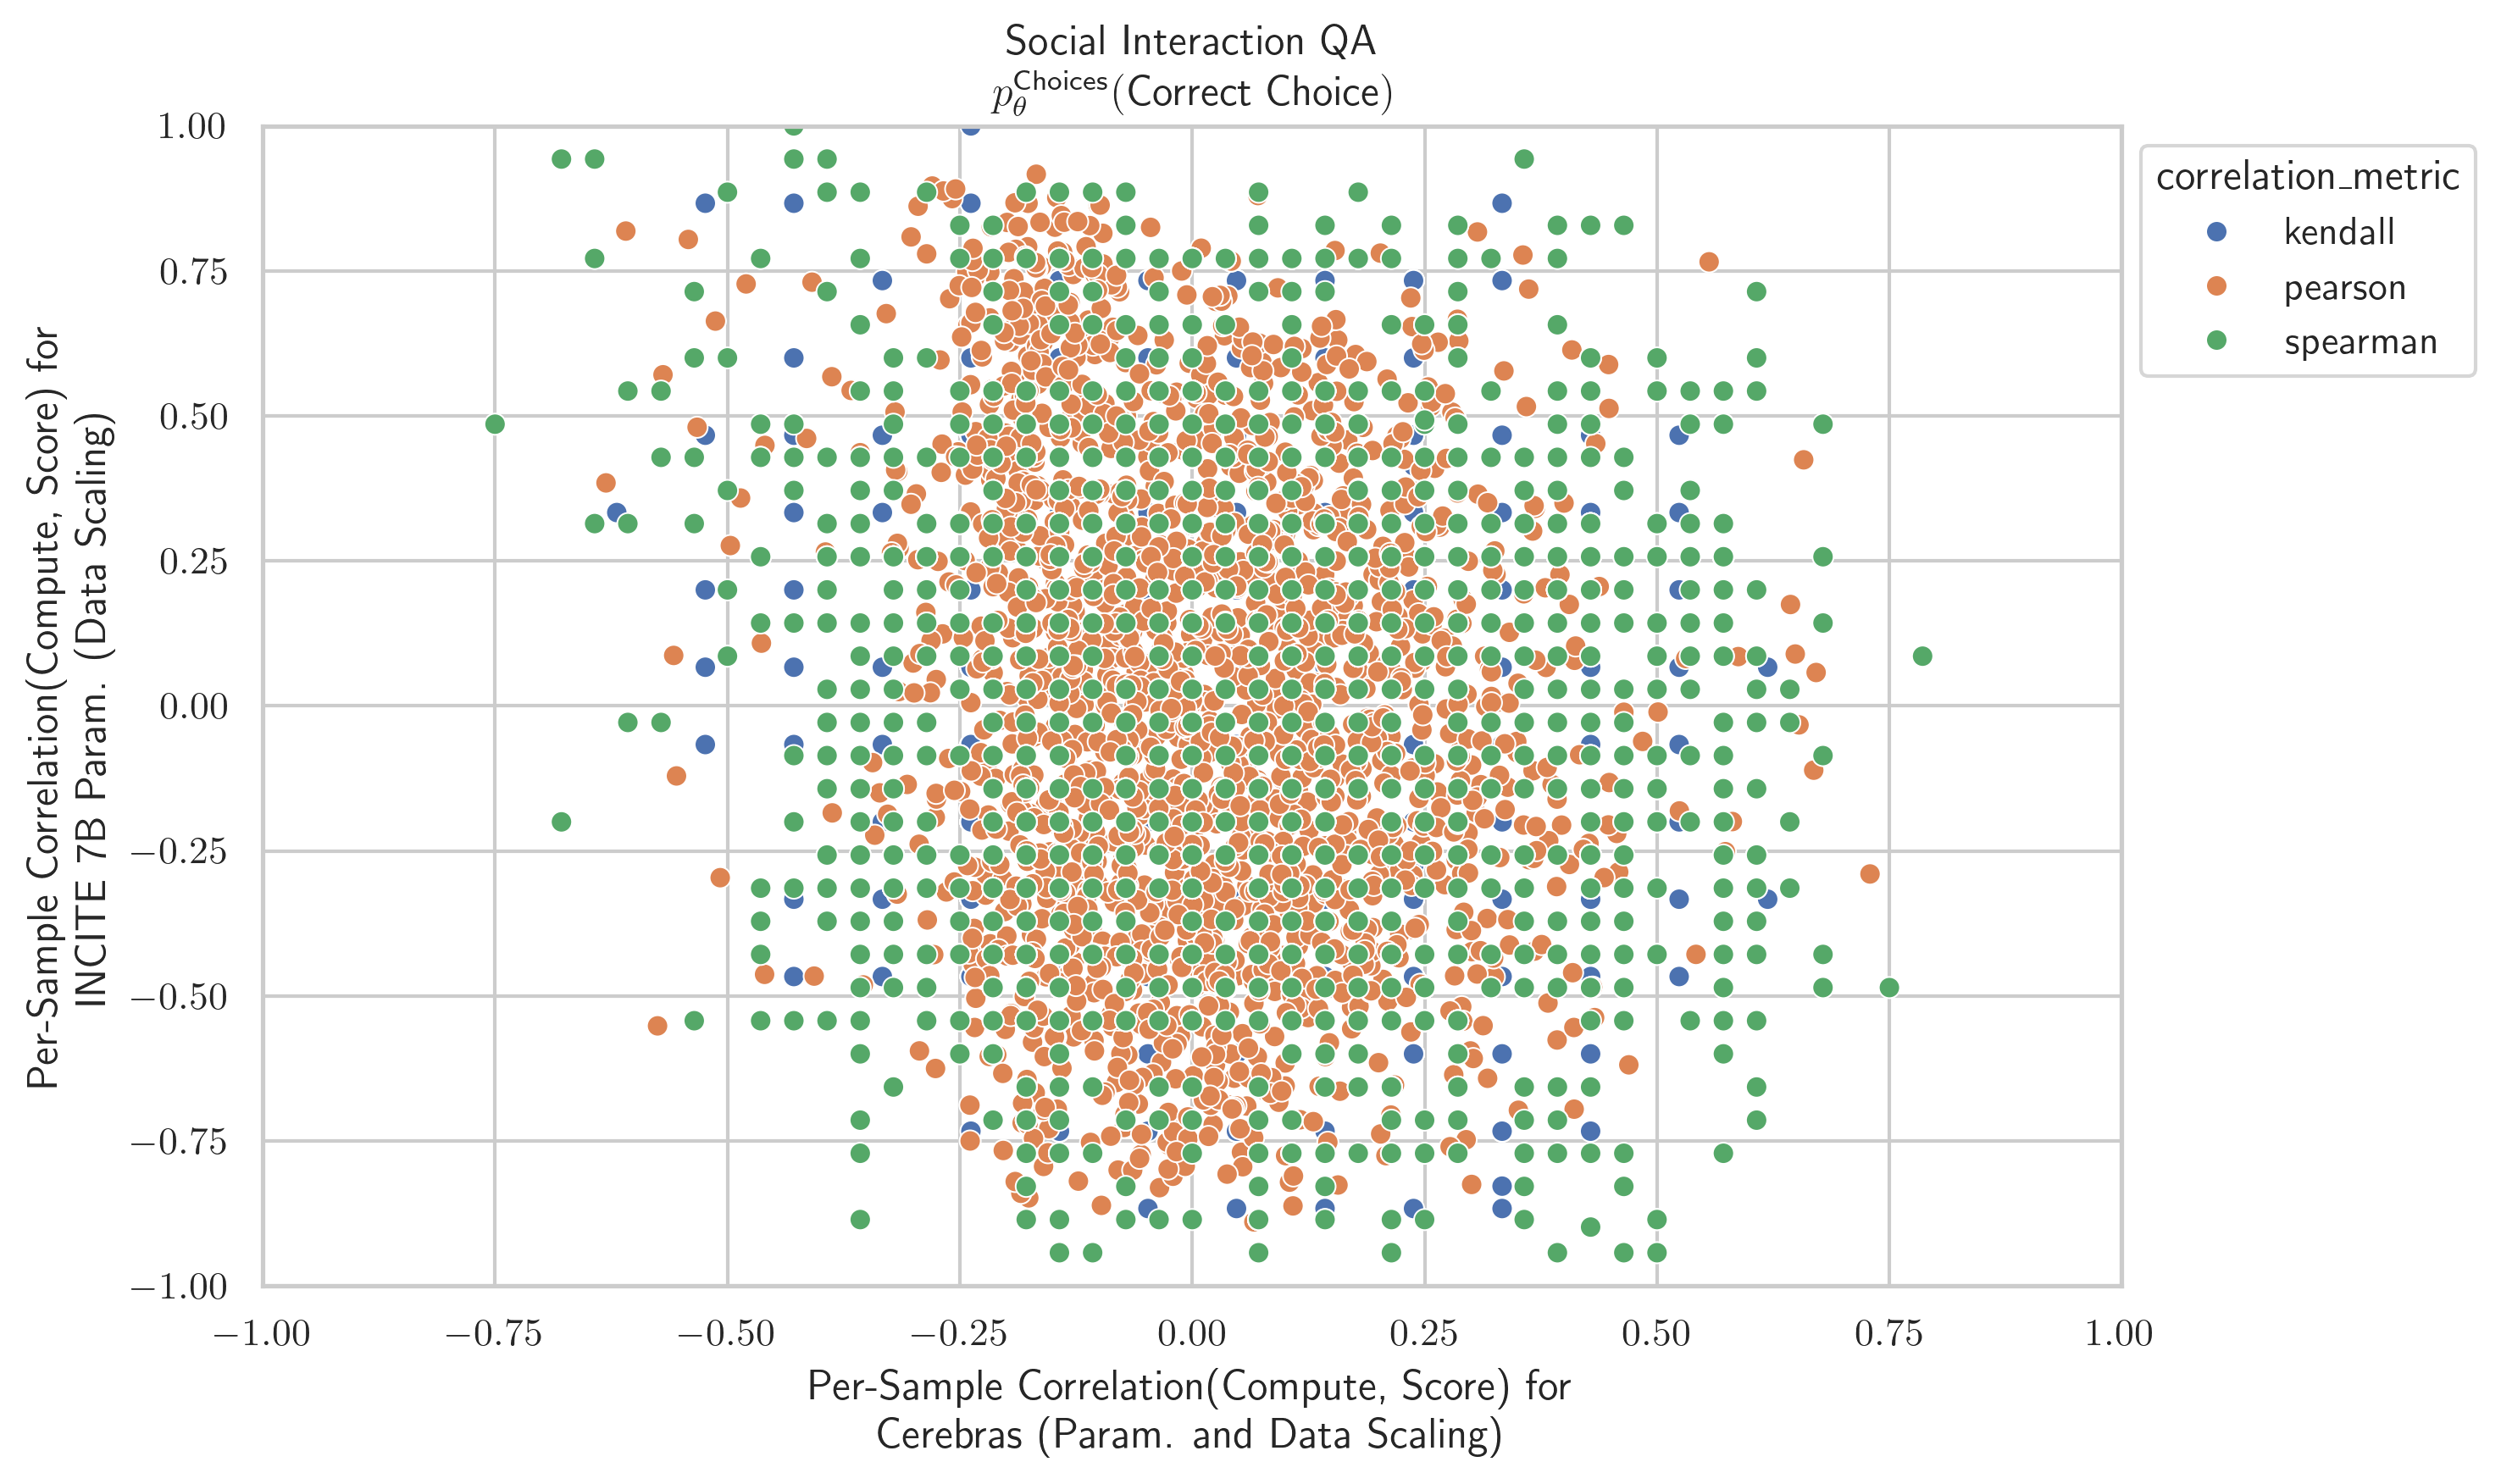 Social Interaction QA
p_θ^Choices(Correct Choice)
1.00
0.75
0.50
0.25
0.00
−0.25
−0.50
−0.75
−1.00
Per-Sample Correlation(Compute, Score) for
INCITE 7B Param. (Data Scaling)
−1.00 −0.75 −0.50 −0.25 0.00 0.25 0.50 0.75 1.00
Per-Sample Correlation(Compute, Score) for
Cerebras (Param. and Data Scaling)
correlation_metric
kendall
pearson
spearman